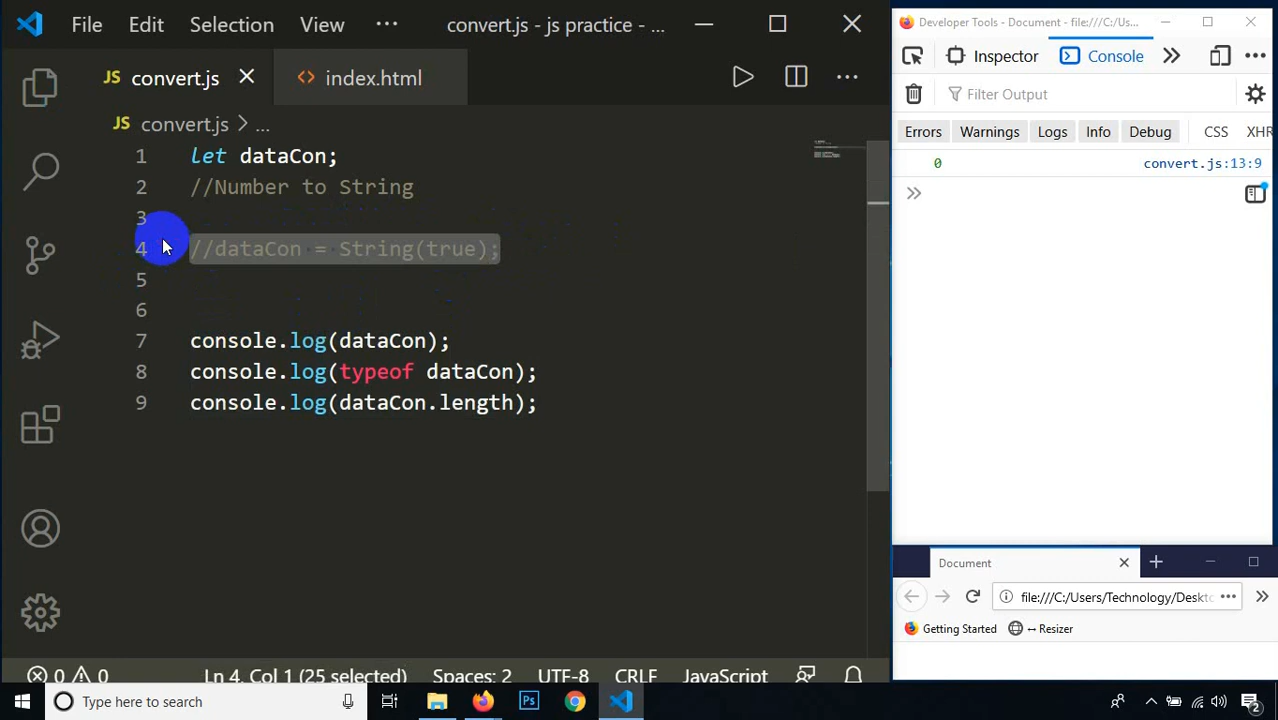 File Edit Selection View ··· convert.js - js practice - ...
JS convert.js index.html
JS convert.js > ...
1 let dataCon;
2 //Number to String
3
4 //dataCon = String(true);
5
6
7 console.log(dataCon);
8 console.log(typeof dataCon);
9 console.log(dataCon.length);
0 0 Ln 4, Col 1 (25 selected) Spaces: 2 UTF-8 CRLF JavaScript
Developer Tools - Document - file:///C:/Us...
Inspector Console
Filter Output
Errors Warnings Logs Info Debug CSS XHR
0 convert.js:13:9
Document
file:///C:/Users/Technology/Deskto
Getting Started Resizer
Type here to search Ps 2